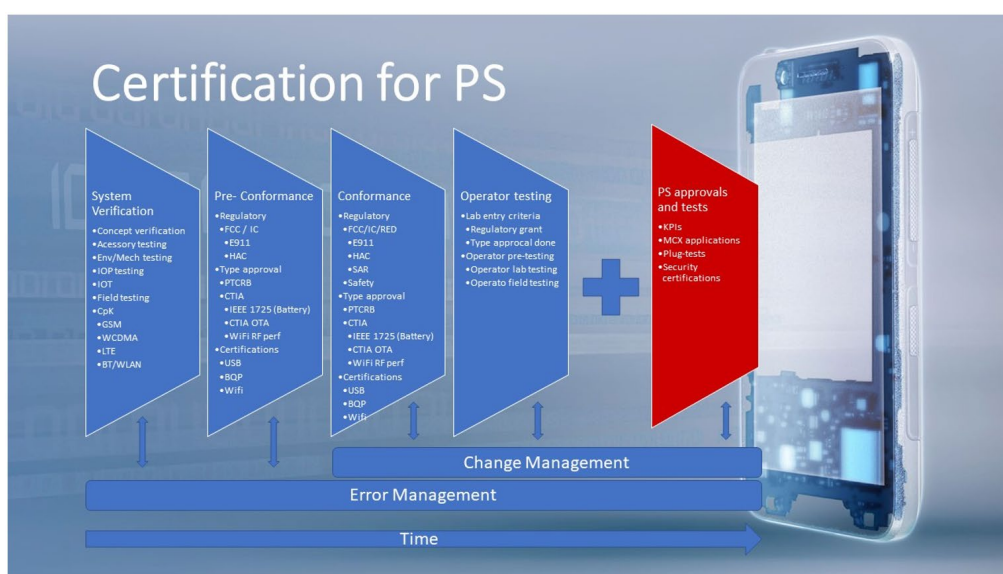 Certification for PS
System
Verification
•Concept verification
•Acessory testing
•Env/Mech testing
•IOP testing
•IOT
•Field testing
•CpK
•GSM
•WCDMA
•LTE
•BT/WLAN
Pre- Conformance
•Regulatory
•FCC / IC
•E911
•HAC
•Type approval
•PTCRB
•CTIA
•IEEE 1725 (Battery)
•CTIA OTA
•WiFi RF perf
•Certifications
•USB
•BQP
•Wifi
Conformance
•Regulatory
•FCC/IC/RED
•E911
•HAC
•SAR
•Safety
•Type approval
•PTCRB
•CTIA
•IEEE 1725 (Battery)
•CTIA OTA
•WiFi RF perf
•Certifications
•USB
•BQP
•Wifi
Operator testing
•Lab entry criteria
•Regulatory grant
•Type approcal done
•Operator pre-testing
•Operator lab testing
•Operato field testing
PS approvals
and tests
•KPIs
•MCX applications
•Plug-tests
•Security
certifications
Change Management
Error Management
Time